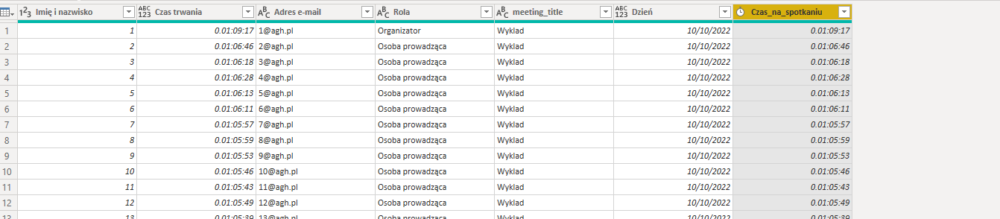 1²3 Imię i nazwisko ABC 123 Czas trwania ABC Adres e-mail ABC Rola ABC meeting_title ABC 123 Dzień Czas_na_spotkaniu
1 1 0.01:09:17 1@agh.pl Organizator Wyklad 10/10/2022 0.01:09:17
2 2 0.01:06:46 2@agh.pl Osoba prowadząca Wyklad 10/10/2022 0.01:06:46
3 3 0.01:06:18 3@agh.pl Osoba prowadząca Wyklad 10/10/2022 0.01:06:18
4 4 0.01:06:28 4@agh.pl Osoba prowadząca Wyklad 10/10/2022 0.01:06:28
5 5 0.01:06:13 5@agh.pl Osoba prowadząca Wyklad 10/10/2022 0.01:06:13
6 6 0.01:06:11 6@agh.pl Osoba prowadząca Wyklad 10/10/2022 0.01:06:11
7 7 0.01:05:57 7@agh.pl Osoba prowadząca Wyklad 10/10/2022 0.01:05:57
8 8 0.01:05:59 8@agh.pl Osoba prowadząca Wyklad 10/10/2022 0.01:05:59
9 9 0.01:05:53 9@agh.pl Osoba prowadząca Wyklad 10/10/2022 0.01:05:53
10 10 0.01:05:46 10@agh.pl Osoba prowadząca Wyklad 10/10/2022 0.01:05:46
11 11 0.01:05:43 11@agh.pl Osoba prowadząca Wyklad 10/10/2022 0.01:05:43
12 12 0.01:05:49 12@agh.pl Osoba prowadząca Wyklad 10/10/2022 0.01:05:49
13 13 0.01:05:39 13@agh.pl Osoba prowadząca Wyklad 10/10/2022 0.01:05:39